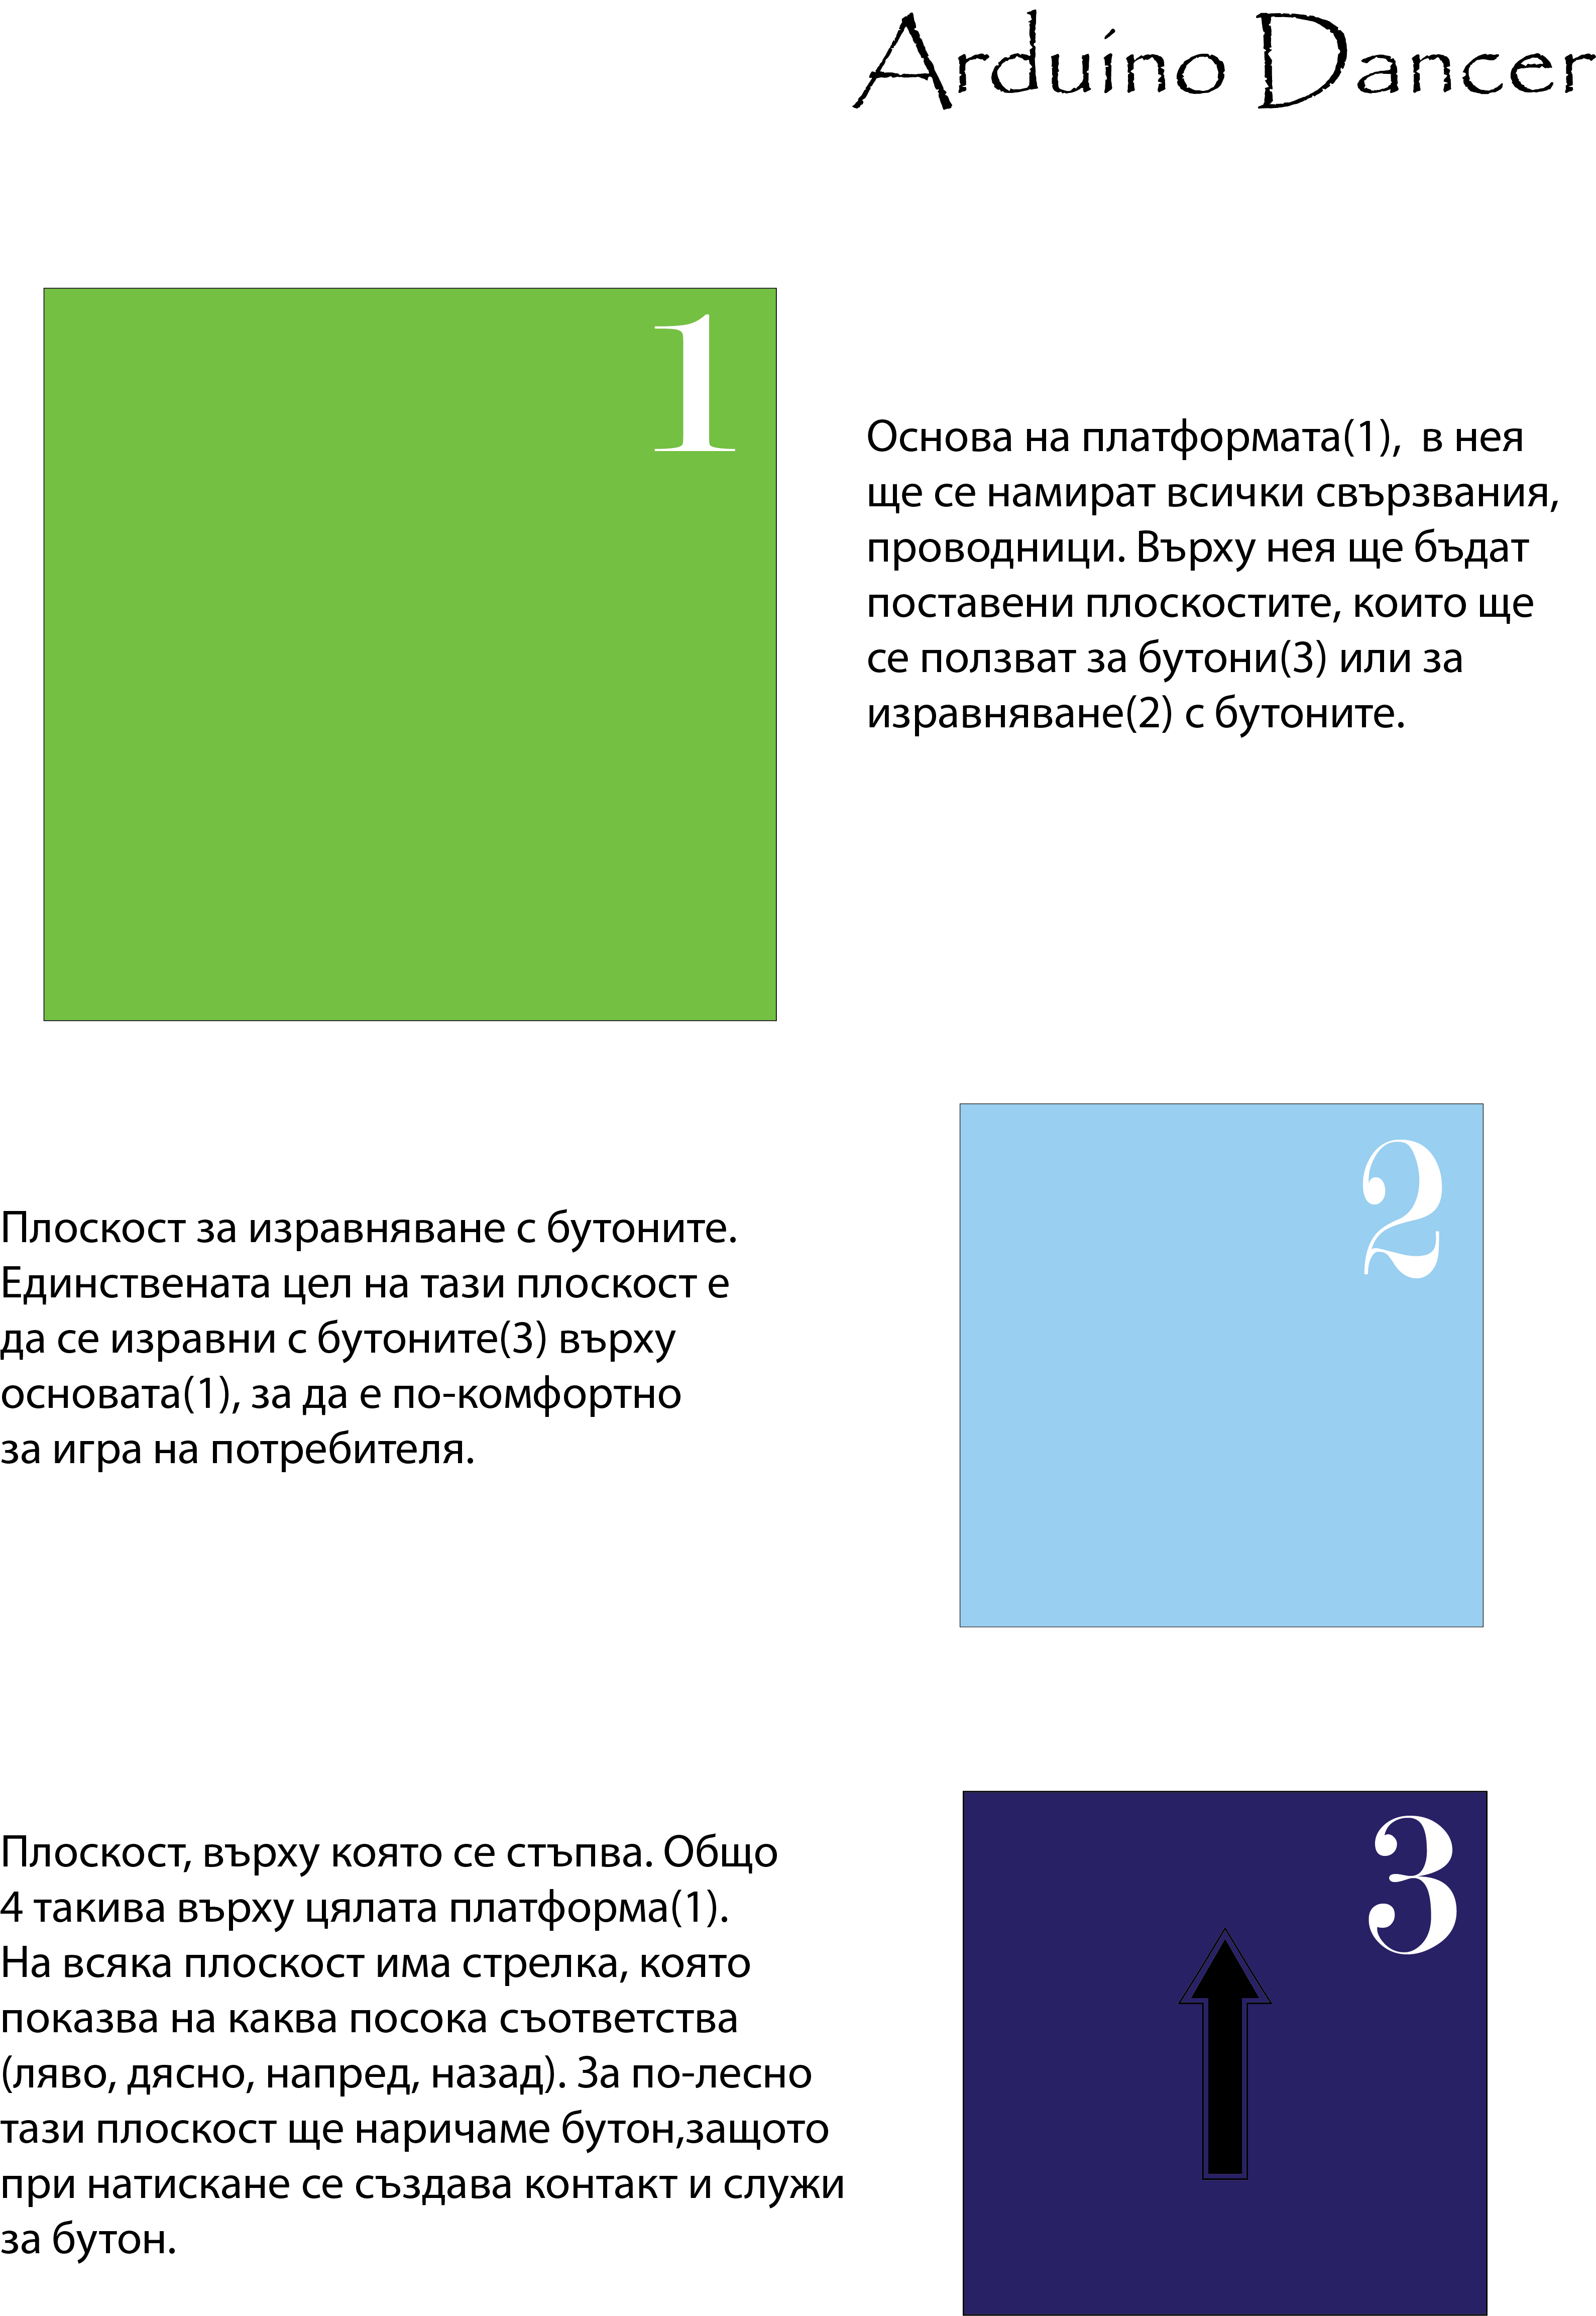 Arduino Dancer
1
Основа на платформата(1),  в нея
ще се намират всички свързвания,
проводници. Върху нея ще бъдат
поставени плоскостите, които ще
се ползват за бутони(3) или за
изравняване(2) с бутоните.
2
Плоскост за изравняване с бутоните.
Единствената цел на тази плоскост е
да се изравни с бутоните(3) върху
основата(1), за да е по-комфортно
за игра на потребителя.
3
Плоскост, върху която се стъпва. Общо
4 такива върху цялата платформа(1).
На всяка плоскост има стрелка, която
показва на каква посока съответства
(ляво, дясно, напред, назад). За по-лесно
тази плоскост ще наричаме бутон,защото
при натискане се създава контакт и служи
за бутон.